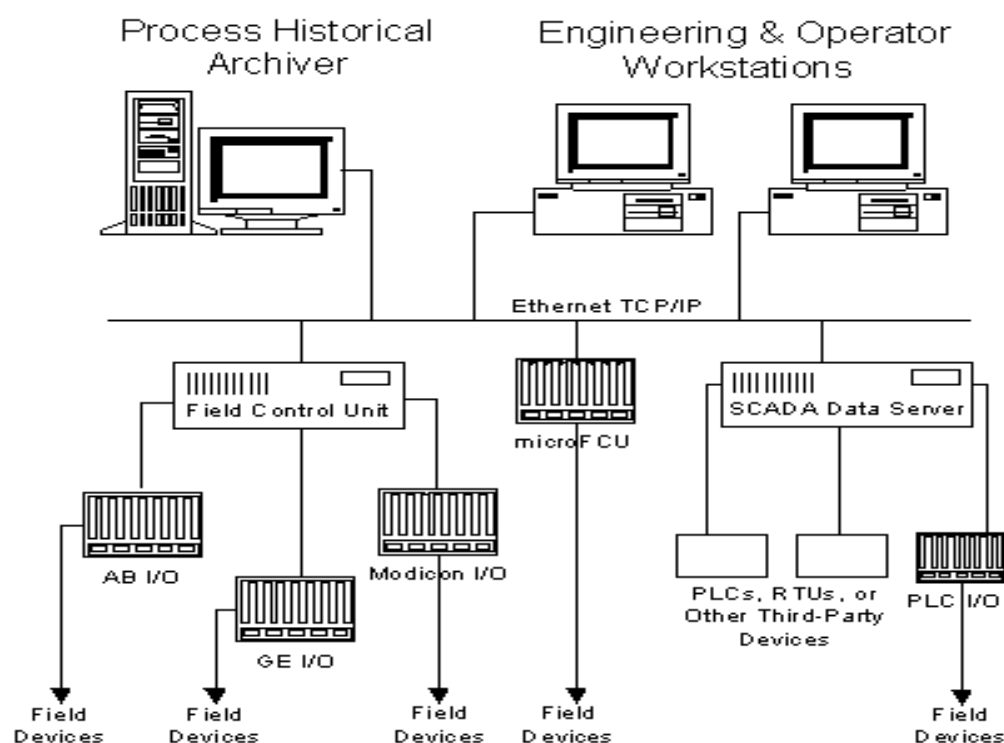 Process Historical
Archiver
Engineering & Operator
Workstations
Ethernet TCP/IP
Field Control Unit
microFCU
SCADA Data Server
AB I/O
GE I/O
Modicon I/O
PLCs, RTUs, or
Other Third-Party
Devices
PLC I/O
Field
Devices
Field
Devices
Field
Devices
Field
Devices
Field
Devices